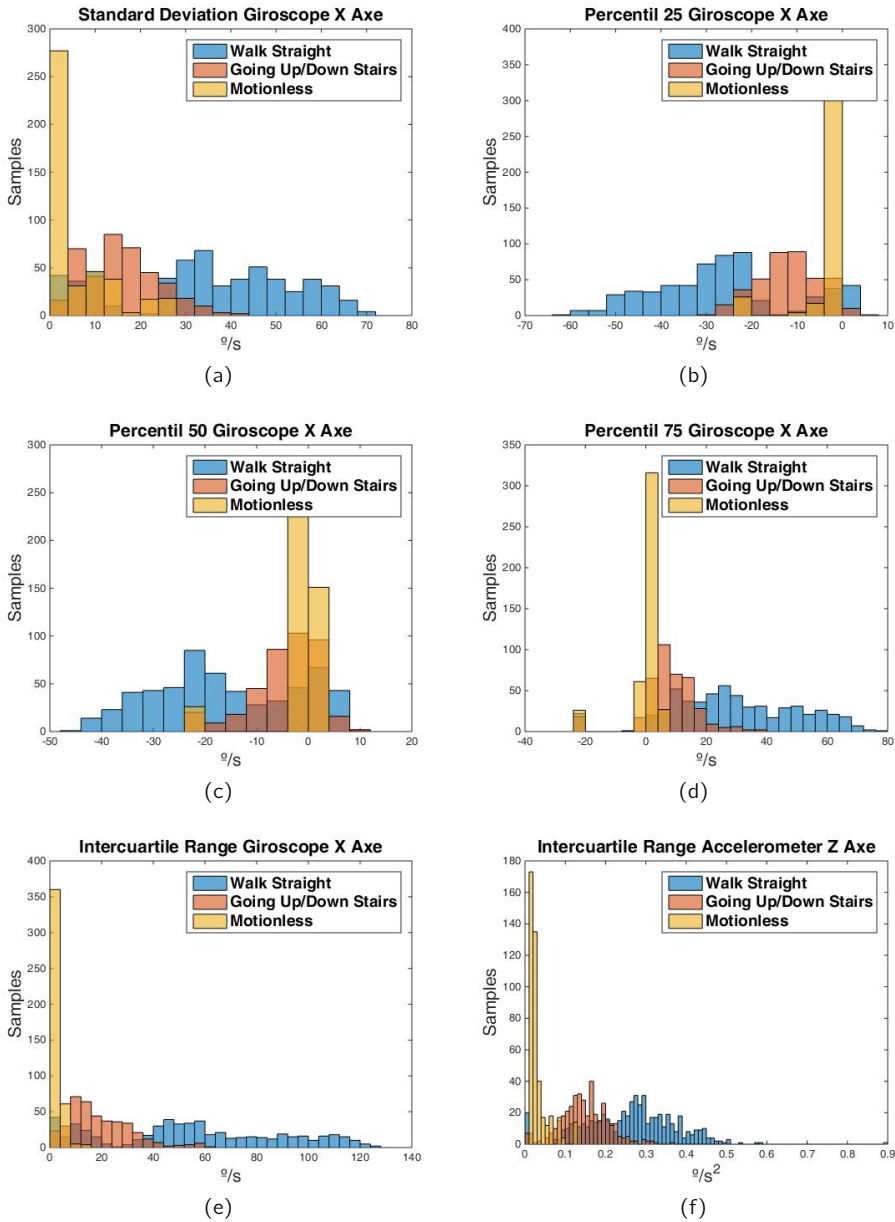 Standard Deviation Giroscope X Axe
300
250
200
150
100
50
0
Samples
Walk Straight
Going Up/Down Stairs
Motionless
0 10 20 30 40 50 60 70 80
º/s
(a)
Percentil 25 Giroscope X Axe
400
350
300
250
200
150
100
50
0
Samples
Walk Straight
Going Up/Down Stairs
Motionless
-70 -60 -50 -40 -30 -20 -10 0 10
º/s
(b)
Percentil 50 Giroscope X Axe
300
250
200
150
100
50
0
Samples
Walk Straight
Going Up/Down Stairs
Motionless
-50 -40 -30 -20 -10 0 10 20
º/s
(c)
Percentil 75 Giroscope X Axe
350
300
250
200
150
100
50
0
Samples
Walk Straight
Going Up/Down Stairs
Motionless
-40 -20 0 20 40 60 80
º/s
(d)
Intercuartile Range Giroscope X Axe
400
350
300
250
200
150
100
50
0
Samples
Walk Straight
Going Up/Down Stairs
Motionless
0 20 40 60 80 100 120 140
º/s
(e)
Intercuartile Range Accelerometer Z Axe
180
160
140
120
100
80
60
40
20
0
Samples
Walk Straight
Going Up/Down Stairs
Motionless
0 0.1 0.2 0.3 0.4 0.5 0.6 0.7 0.8 0.9
º/s²
(f)